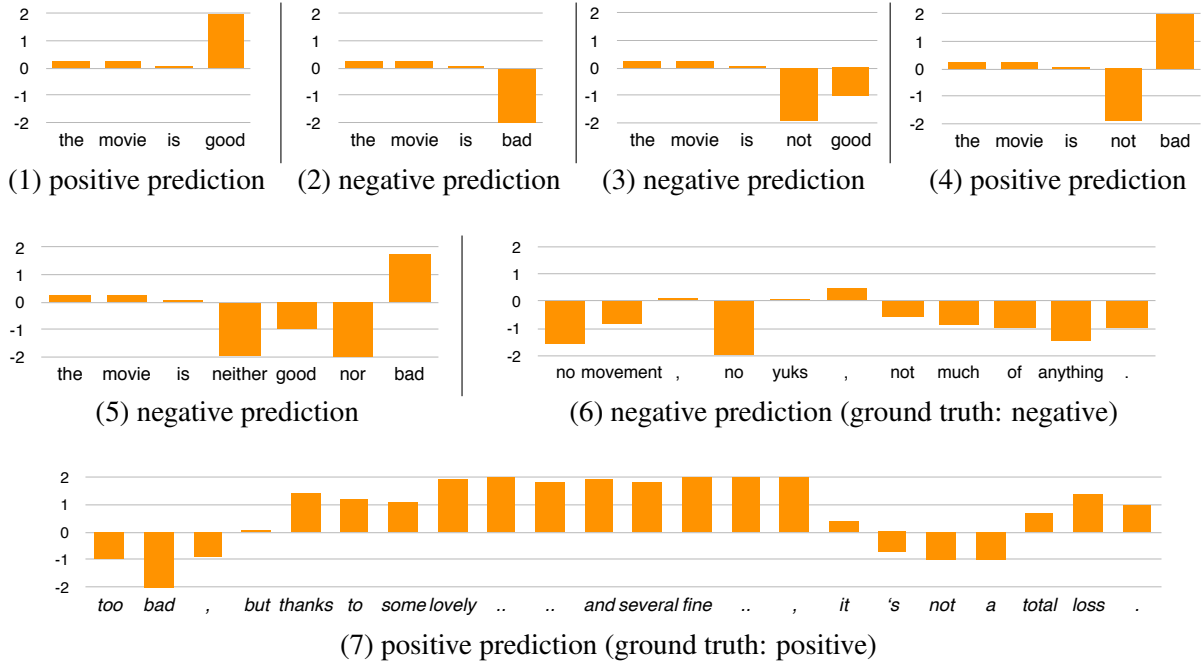 2
1
0
-1
-2
the movie is good
(1) positive prediction
2
1
0
-1
-2
the movie is bad
(2) negative prediction
2
1
0
-1
-2
the movie is not good
(3) negative prediction
2
1
0
-1
-2
the movie is not bad
(4) positive prediction
2
1
0
-1
-2
the movie is neither good nor bad
(5) negative prediction
2
1
0
-1
-2
no movement , no yuks , not much of anything .
(6) negative prediction (ground truth: negative)
2
1
0
-1
-2
too bad , but thanks to some lovely .. .. and several fine .. , it 's not a total loss .
(7) positive prediction (ground truth: positive)